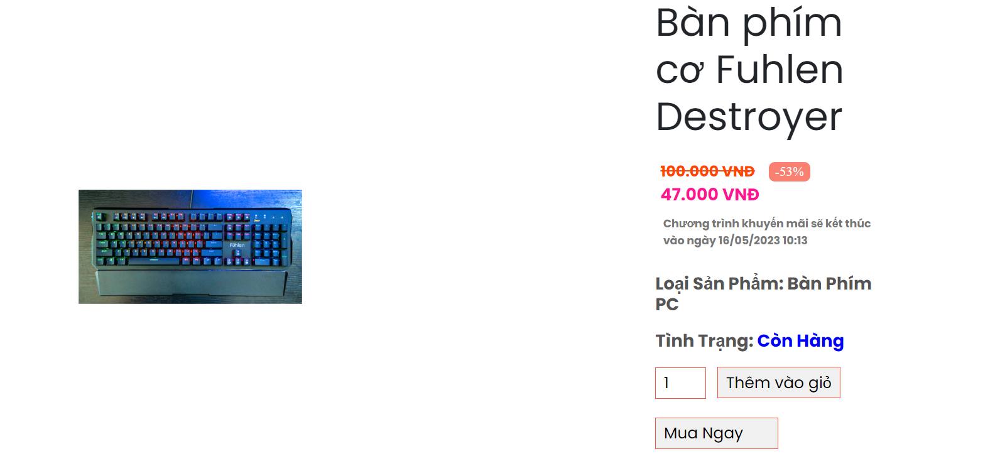 Bàn phím
cơ Fuhlen
Destroyer
100.000 VNĐ -53%
47.000 VNĐ
Chương trình khuyến mãi sẽ kết thúc
vào ngày 16/05/2023 10:13
Loại Sản Phẩm: Bàn Phím
PC
Tình Trạng: Còn Hàng
1 Thêm vào giỏ
Mua Ngay
Fuhlen